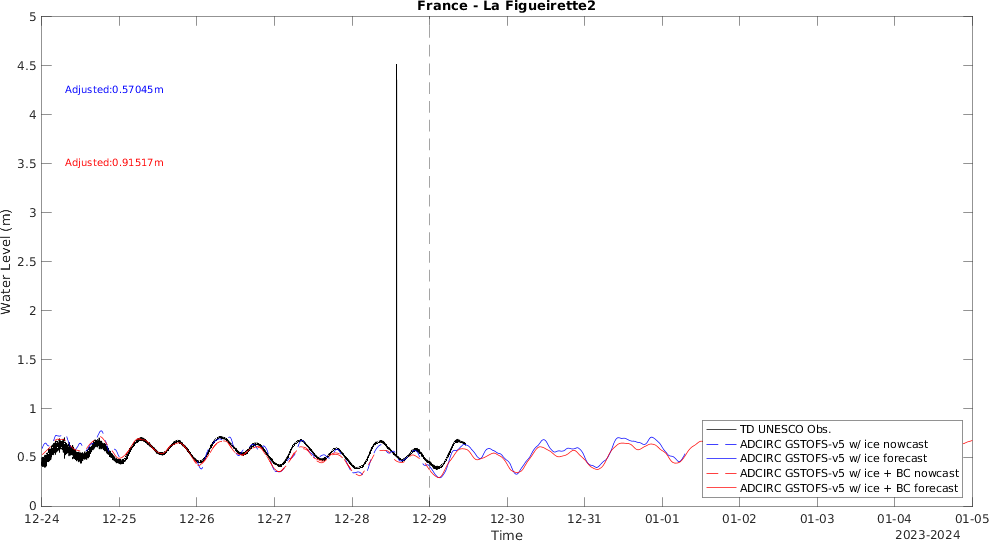 France - La Figueirette2
Water Level (m)
5
4.5
4
3.5
3
2.5
2
1.5
1
0.5
0
Adjusted:0.57045m
Adjusted:0.91517m
TD UNESCO Obs.
ADCIRC GSTOFS-v5 w/ ice nowcast
ADCIRC GSTOFS-v5 w/ ice forecast
ADCIRC GSTOFS-v5 w/ ice + BC nowcast
ADCIRC GSTOFS-v5 w/ ice + BC forecast
12-24 12-25 12-26 12-27 12-28 12-29 12-30 12-31 01-01 01-02 01-03 01-04 01-05
Time
2023-2024